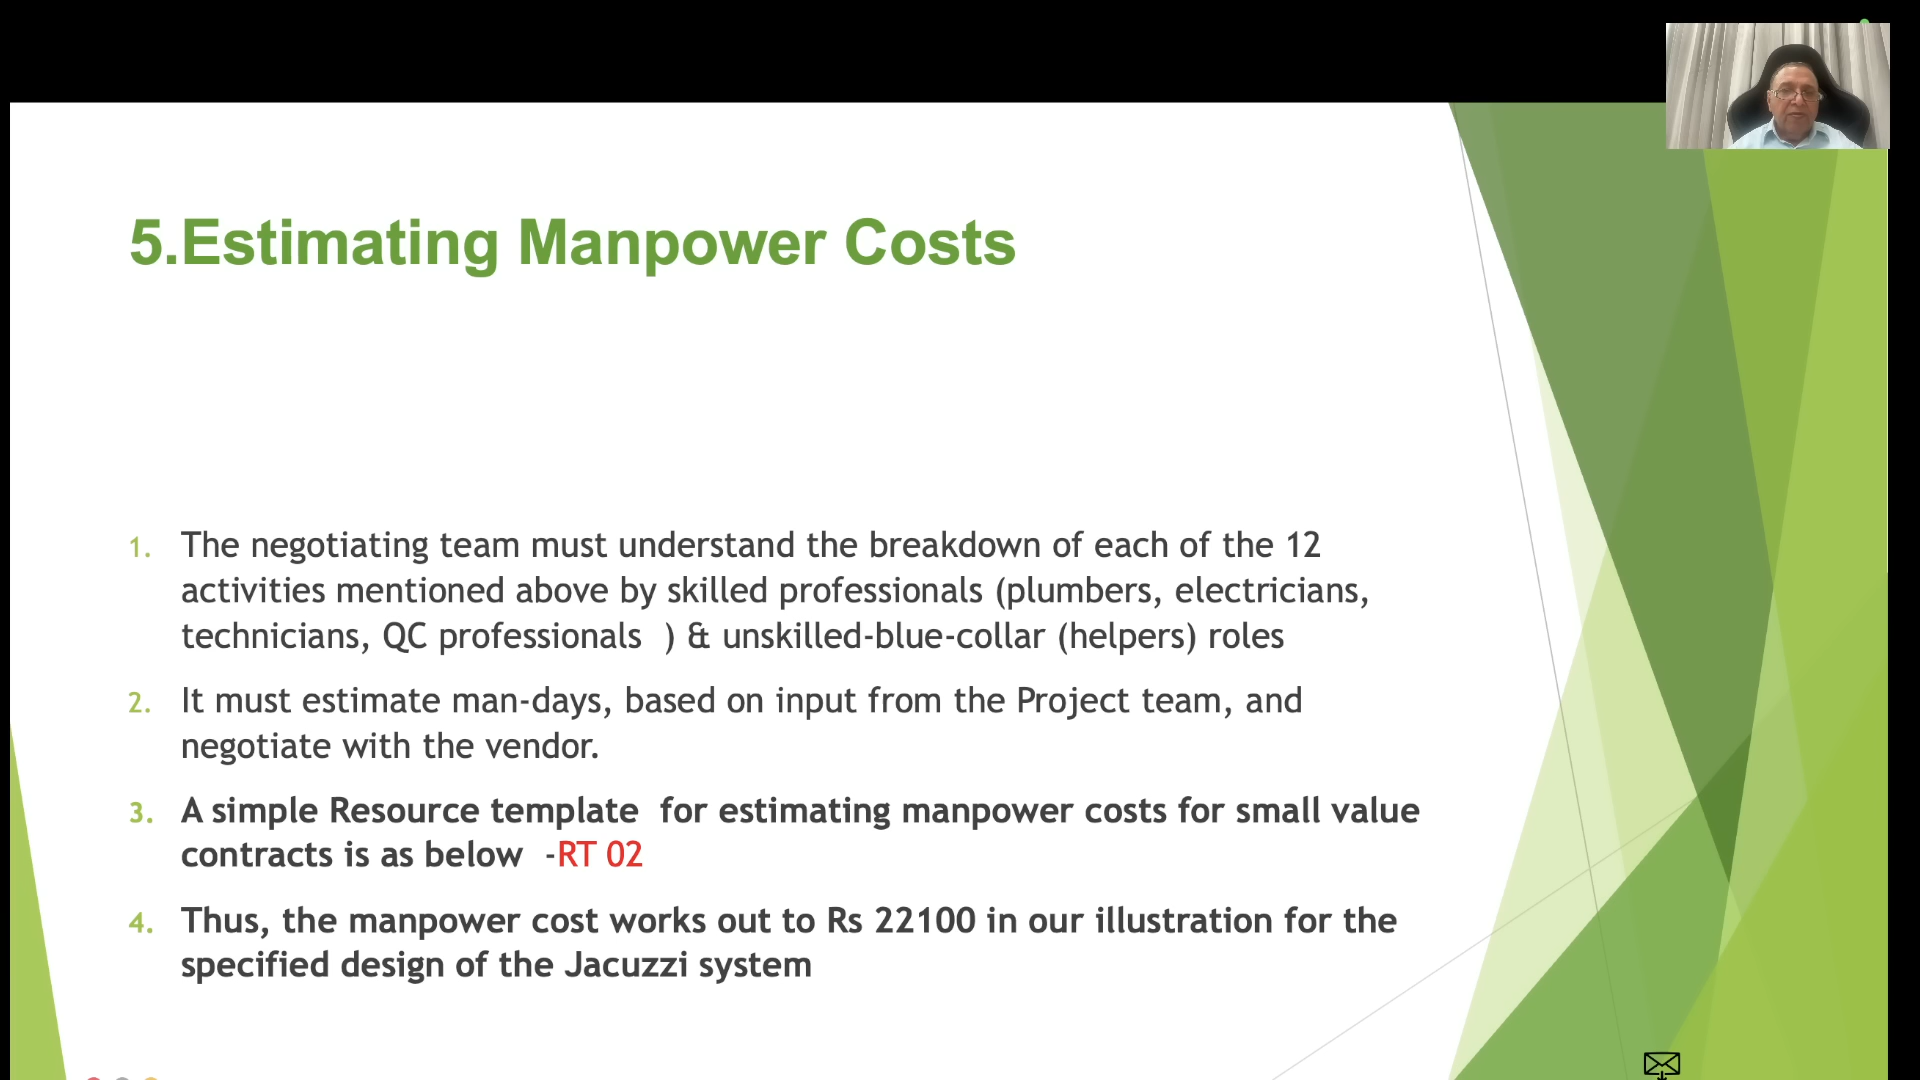 5.Estimating Manpower Costs
1. The negotiating team must understand the breakdown of each of the 12
activities mentioned above by skilled professionals (plumbers, electricians,
technicians, QC professionals  ) & unskilled-blue-collar (helpers) roles
2. It must estimate man-days, based on input from the Project team, and
negotiate with the vendor.
3. A simple Resource template  for estimating manpower costs for small value
contracts is as below  -RT 02
4. Thus, the manpower cost works out to Rs 22100 in our illustration for the
specified design of the Jacuzzi system